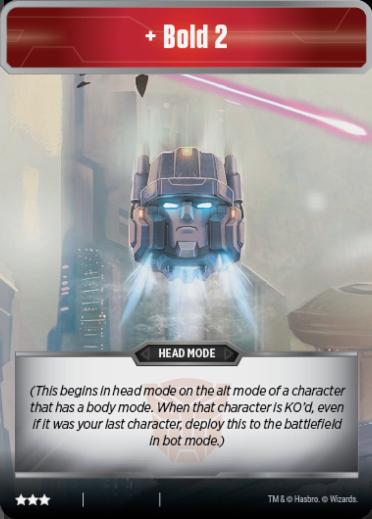 + Bold 2
HEAD MODE
(This begins in head mode on the alt mode of a character
that has a body mode. When that character is KO'd, even
if it was your last character, deploy this to the battlefield
in bot mode.)
TM & © Hasbro. © Wizards.